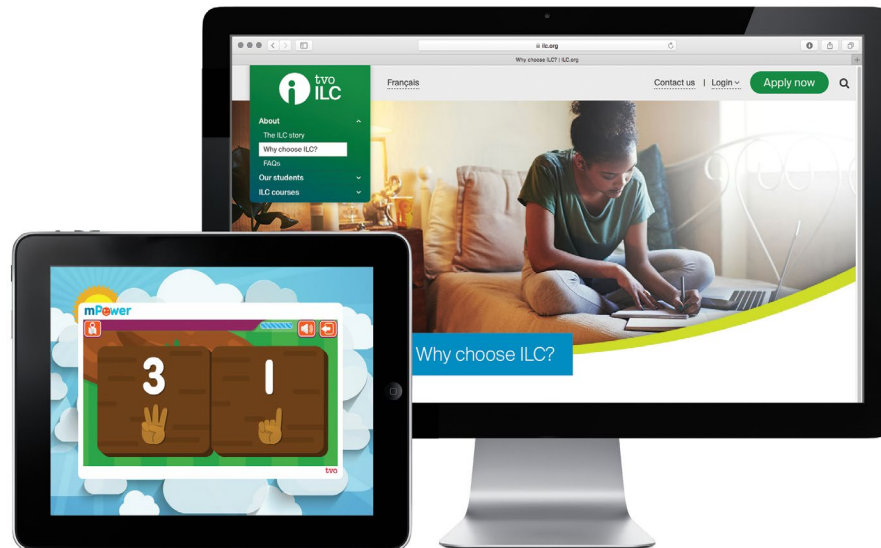 ilc.org
Why choose ILC? | ILC.org
tvo
ILC
Français
Contact us | Login
Apply now
About
The ILC story
Why choose ILC?
FAQs
Our students
ILC courses
Why choose ILC?
mPower
3 1
tvo